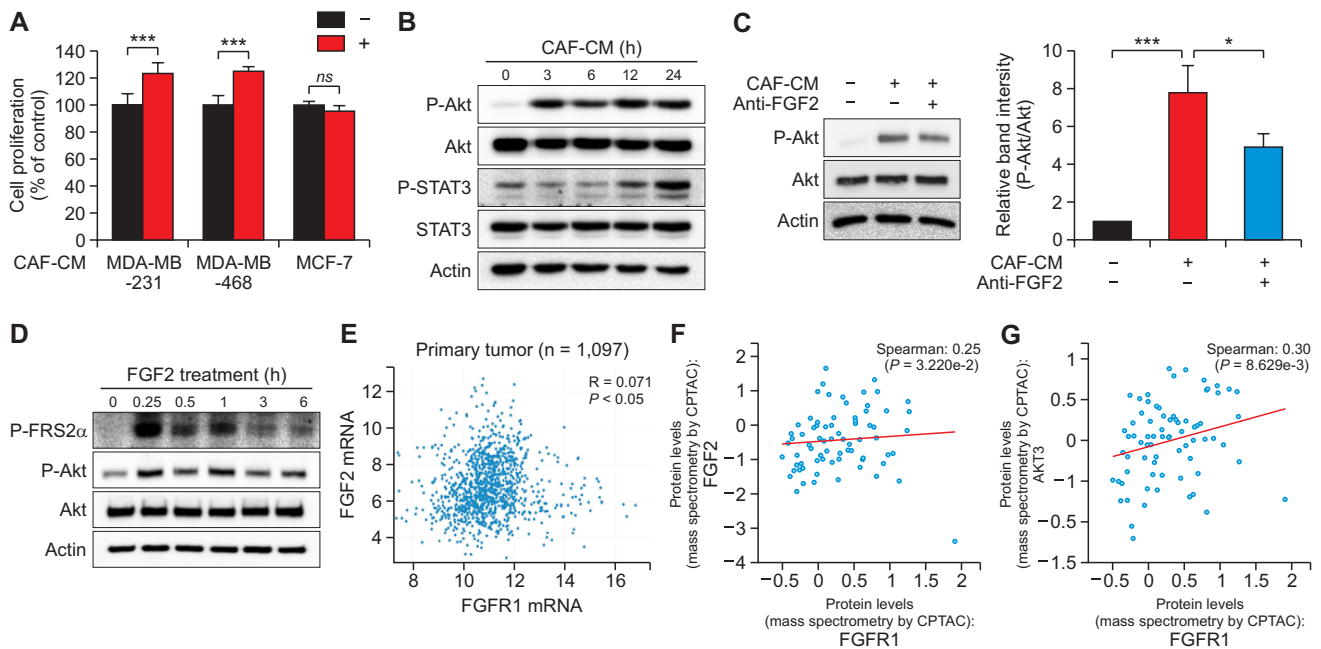 A
−
+
Cell proliferation
(% of control)
140
120
100
80
60
40
20
0
***
***
ns
CAF-CM
MDA-MB
-231
MDA-MB
-468
MCF-7
B
CAF-CM (h)
0 3 6 12 24
P-Akt
Akt
P-STAT3
STAT3
Actin
C
CAF-CM − + +
Anti-FGF2 − − +
P-Akt
Akt
Actin
Relative band intersity
(P-Akt/Akt)
10
8
6
4
2
0
***
*
CAF-CM − + +
Anti-FGF2 − − +
D
FGF2 treatment (h)
0 0.25 0.5 1 3 6
P-FRS2α
P-Akt
Akt
Actin
E
Primary tumor (n = 1,097)
R = 0.071
P < 0.05
FGF2 mRNA
12
10
8
6
4
8 10 12 14 16
FGFR1 mRNA
F
Spearman: 0.25
(P = 3.220e-2)
Protein levels
(mass spectrometry by CPTAC):
FGF2
2
1
0
−1
−2
−3
−4
−0.5 0 0.5 1 1.5 2
Protein levels
(mass spectrometry by CPTAC):
FGFR1
G
Spearman: 0.30
(P = 8.629e-3)
Protein levels
(mass spectrometry by CPTAC):
AKT3
1
0.5
0
−0.5
−1
−1.5
−0.5 0 0.5 1 1.5 2
Protein levels
(mass spectrometry by CPTAC):
FGFR1